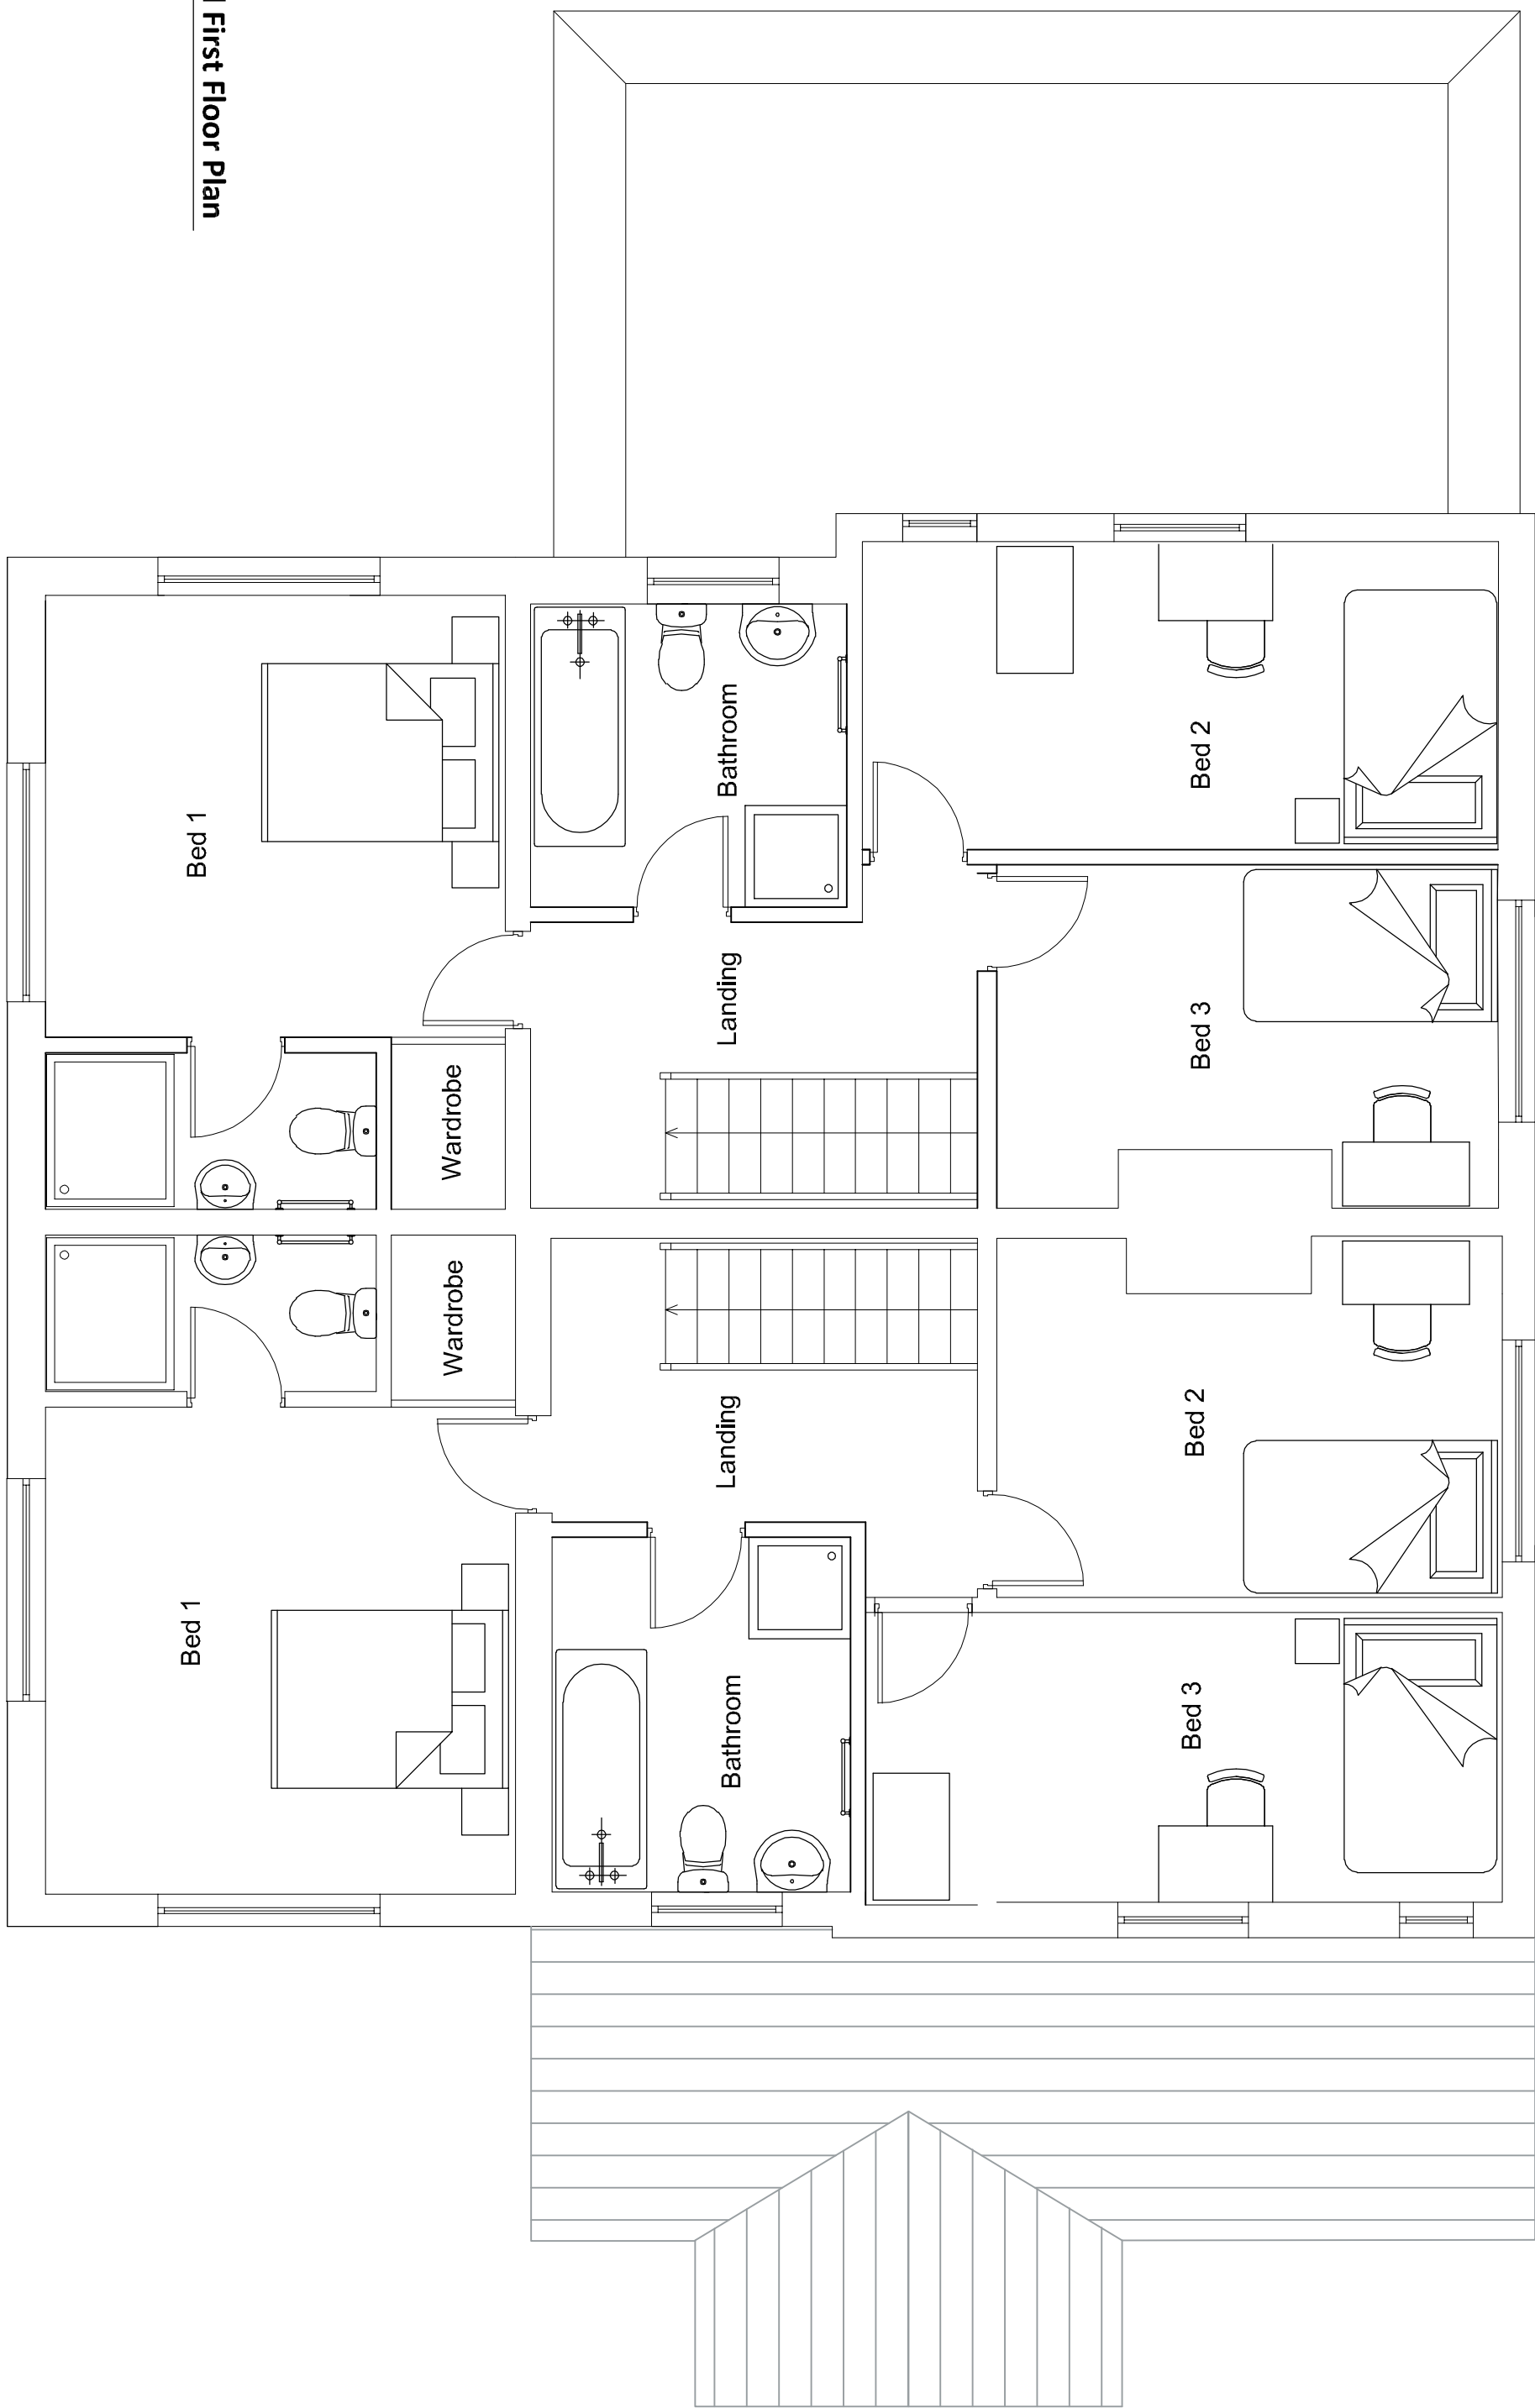 First Floor Plan
Bed 1
Bathroom
Bed 2
Landing
Bed 3
Wardrobe
Wardrobe
Landing
Bed 2
Bed 1
Bathroom
Bed 3